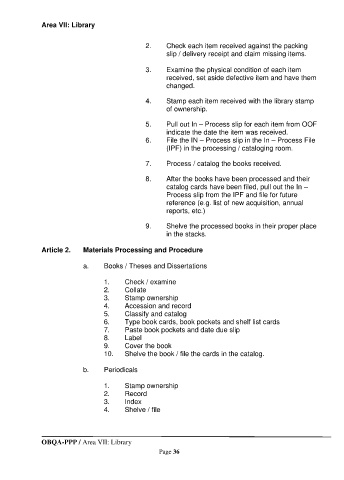 Area VII: Library
2. Check each item received against the packing
slip / delivery receipt and claim missing items.
3. Examine the physical condition of each item
received, set aside defective item and have them
changed.
4. Stamp each item received with the library stamp
of ownership.
5. Pull out In – Process slip for each item from OOF
indicate the date the item was received.
6. File the IN – Process slip in the In – Process File
(IPF) in the processing / cataloging room.
7. Process / catalog the books received.
8. After the books have been processed and their
catalog cards have been filed, pull out the In –
Process slip from the IPF and file for future
reference (e.g. list of new acquisition, annual
reports, etc.)
9. Shelve the processed books in their proper place
in the stacks.
Article 2. Materials Processing and Procedure
a. Books / Theses and Dissertations
1. Check / examine
2. Collate
3. Stamp ownership
4. Accession and record
5. Classify and catalog
6. Type book cards, book pockets and shelf list cards
7. Paste book pockets and date due slip
8. Label
9. Cover the book
10. Shelve the book / file the cards in the catalog.
b. Periodicals
1. Stamp ownership
2. Record
3. Index
4. Shelve / file
OBQA-PPP / Area VII: Library
Page 36